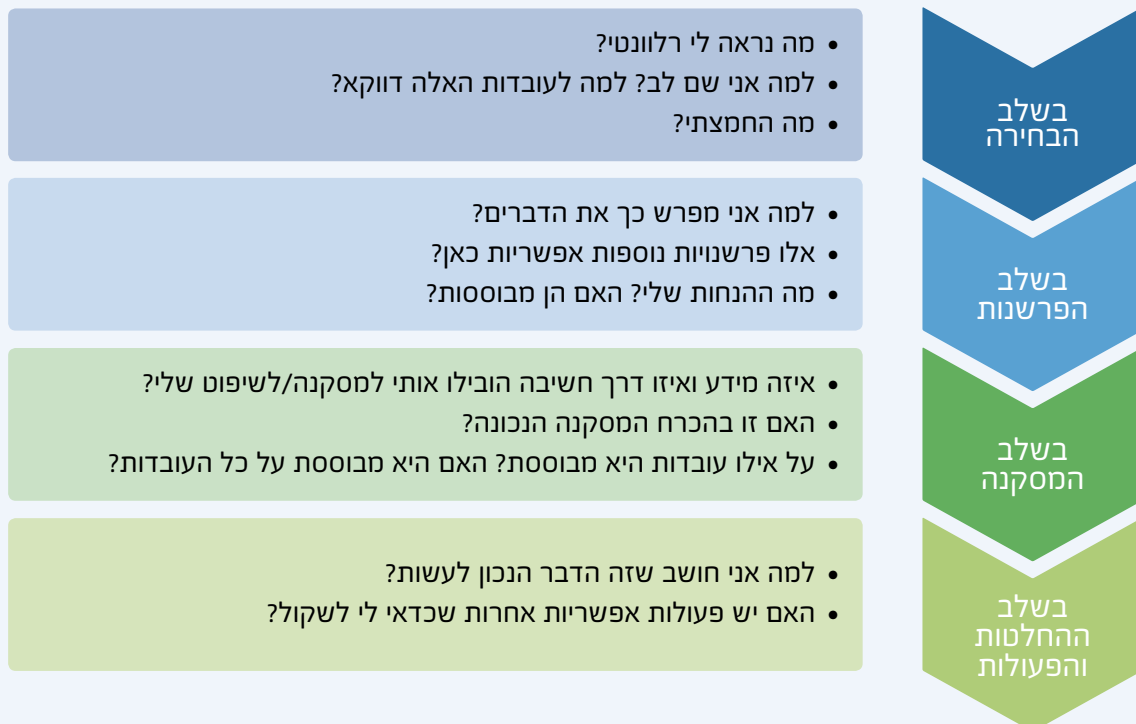 בשלב
הבחירה
• מה נראה לי רלוונטי?
• למה אני שם לב? למה לעובדות האלה דווקא?
• מה החמצתי?
בשלב
הפרשנות
• למה אני מפרש כך את הדברים?
• אלו פרשנויות נוספות אפשריות כאן?
• מה ההנחות שלי? האם הן מבוססות?
בשלב
המסקנה
• איזה מידע ואיזו דרך חשיבה הובילו אותי למסקנה/לשיפוט שלי?
• האם זו בהכרח המסקנה הנכונה?
• על אילו עובדות היא מבוססת? האם היא מבוססת על כל העובדות?
בשלב
ההחלטות
והפעולות
• למה אני חושב שזה הדבר הנכון לעשות?
• האם יש פעולות אפשריות אחרות שכדאי לי לשקול?